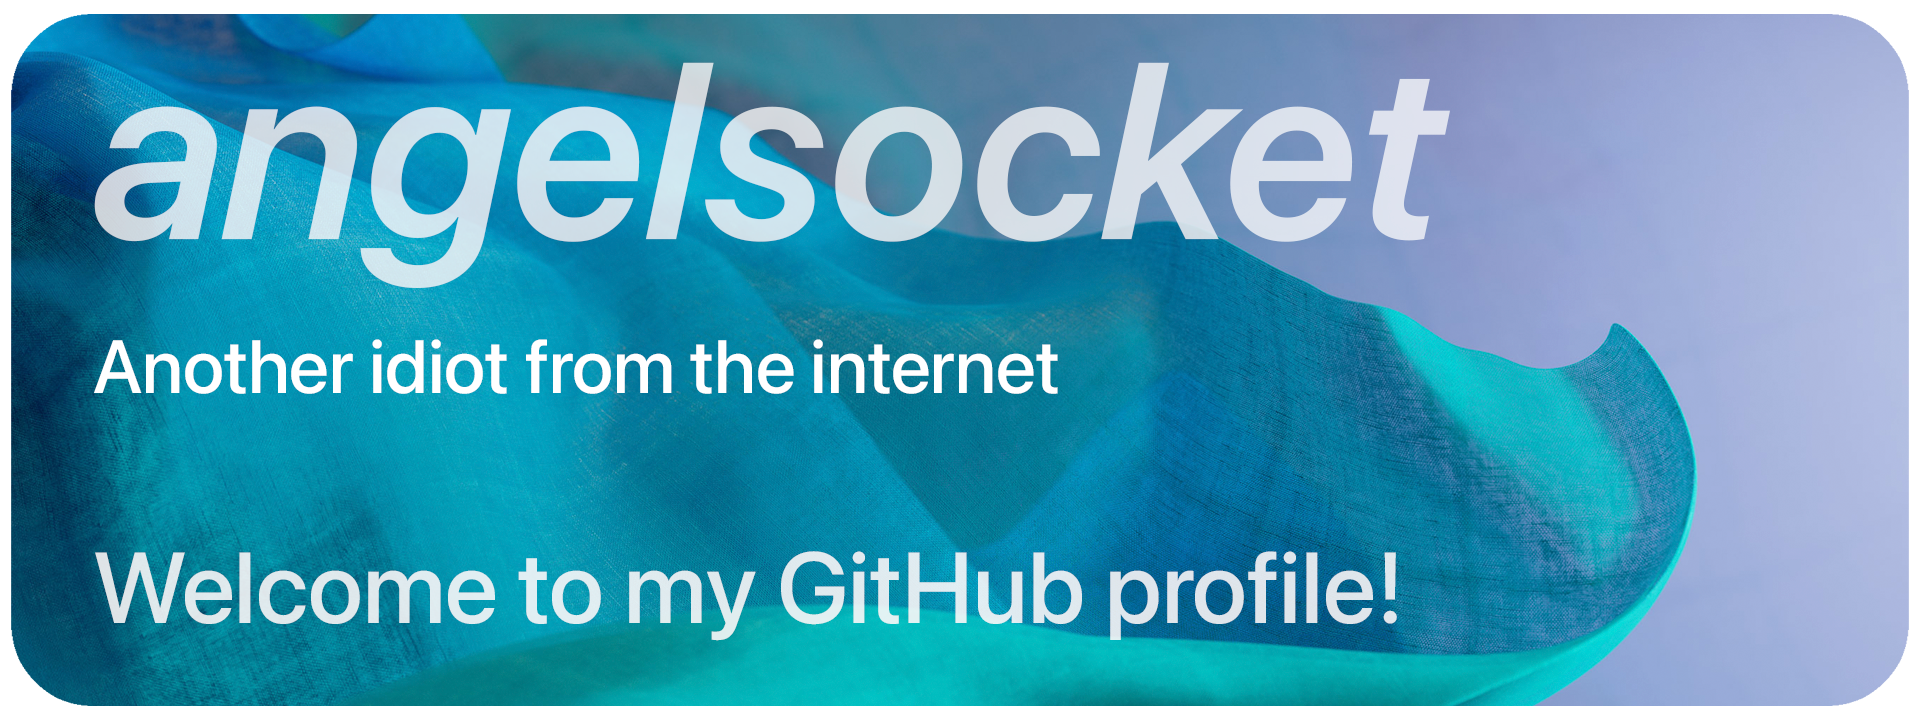 angelsocket
Another idiot from the internet
Welcome to my GitHub profile!